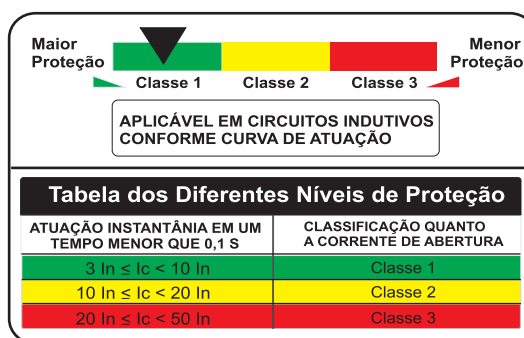 Maior
Proteção
Menor
Proteção
Classe 1
Classe 2
Classe 3
APLICÁVEL EM CIRCUITOS INDUTIVOS
CONFORME CURVA DE ATUAÇÃO
Tabela dos Diferentes Níveis de Proteção
ATUAÇÃO INSTANTÂNIA EM UM
TEMPO MENOR QUE 0,1 S
CLASSIFICAÇÃO QUANTO
A CORRENTE DE ABERTURA
3 In ≤ Ic < 10 In
Classe 1
10 In ≤ Ic < 20 In
Classe 2
20 In ≤ Ic < 50 In
Classe 3